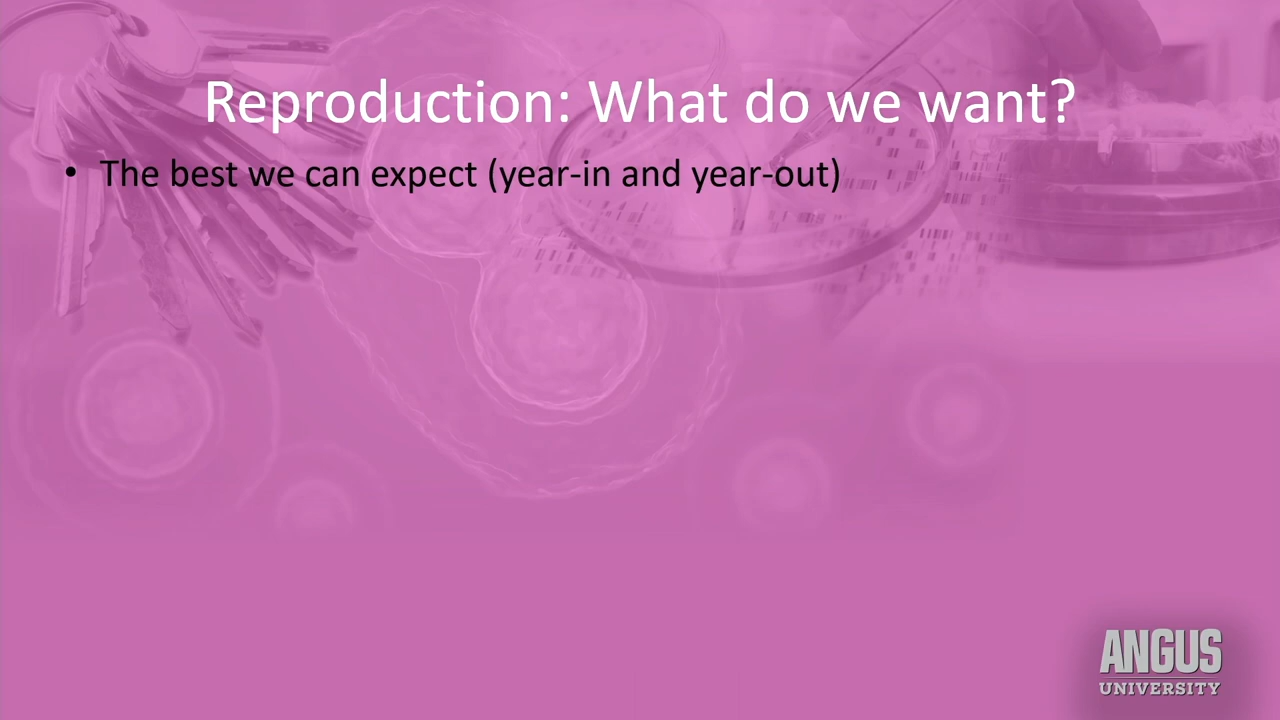 Reproduction: What do we want?
• The best we can expect (year-in and year-out)
ANGUS
UNIVERSITY